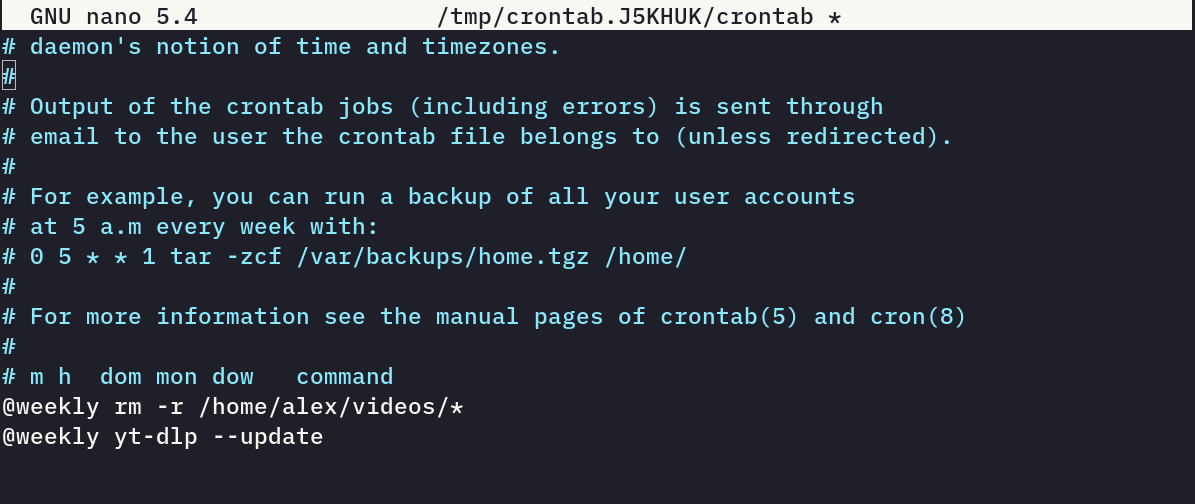 GNU nano 5.4 /tmp/crontab.J5KHUK/crontab *
# daemon's notion of time and timezones.
#
# Output of the crontab jobs (including errors) is sent through
# email to the user the crontab file belongs to (unless redirected).
#
# For example, you can run a backup of all your user accounts
# at 5 a.m every week with:
# 0 5 * * 1 tar -zcf /var/backups/home.tgz /home/
#
# For more information see the manual pages of crontab(5) and cron(8)
#
# m h  dom mon dow   command
@weekly rm -r /home/alex/videos/*
@weekly yt-dlp --update